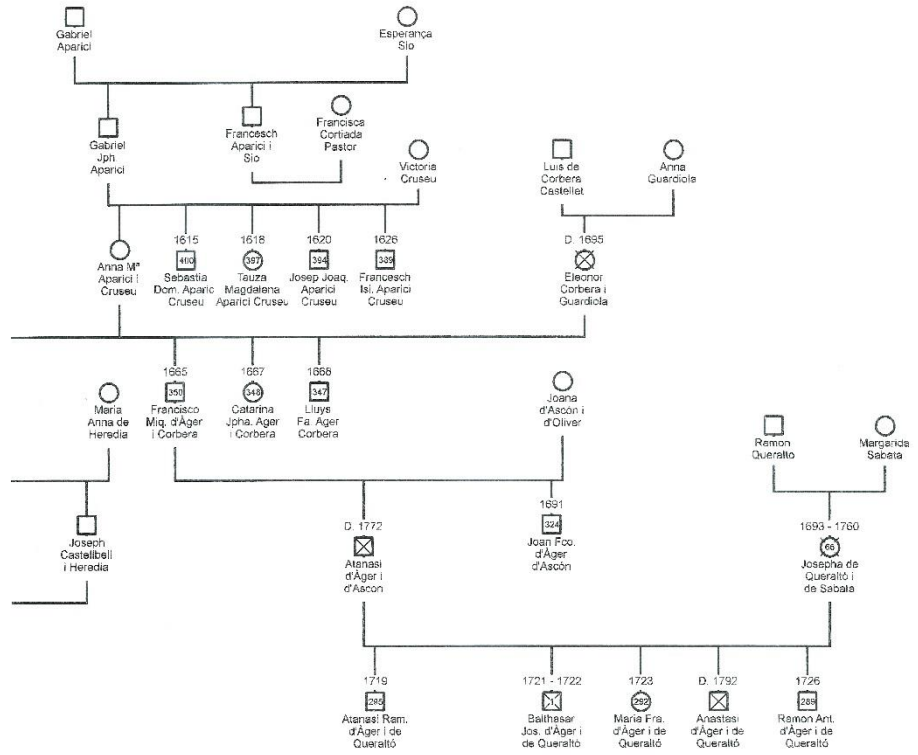 Gabriel
Aparici
Esperança
Sio
Gabriel
Jph
Aparici
Francesch
Aparici i
Sio
Francisca
Cortiada
Pastor
Victoria
Cruseu
Luis de
Corbera
Castellet
Anna
Guardiola
Anna Mª
Aparici i
Cruseu
1615
400
Sebastia
Dom. Aparic
Cruseu
1618
397
Tauza
Magdalena
Aparici Cruseu
1620
394
Josep Joaq.
Aparici
Cruseu
1626
389
Francesch
Isi. Aparici
Cruseu
D. 1695
Eleonor
Corbera i
Guardiola
Maria
Anna de
Heredia
1665
350
Francisco
Miq. d'Àger
i Corbera
1667
348
Catarina
Jpha. Ager
i Corbera
1668
347
Lluys
Fa. Ager
Corbera
Joana
d'Ascón i
d'Oliver
Ramon
Queralto
Margarida
Sabata
Joseph
Castellbell
i Heredia
D. 1772
Atanasi
d'Àger i
d'Ascon
1691
324
Joan Fco.
d'Àger
d'Ascón
1693 - 1760
66
Josepha de
Queraltó i
de Sabata
1719
295
Atanasi Ram.
d'Àger i de
Queraltó
1721 - 1722
1
Balthasar
Jos. d'Àger i
de Queraltó
1723
292
Maria Fra.
d'Àger i de
Queraltó
D. 1792
Anastasi
d'Àger i de
Queraltó
1726
289
Ramon Ant.
d'Àger i de
Queraltó